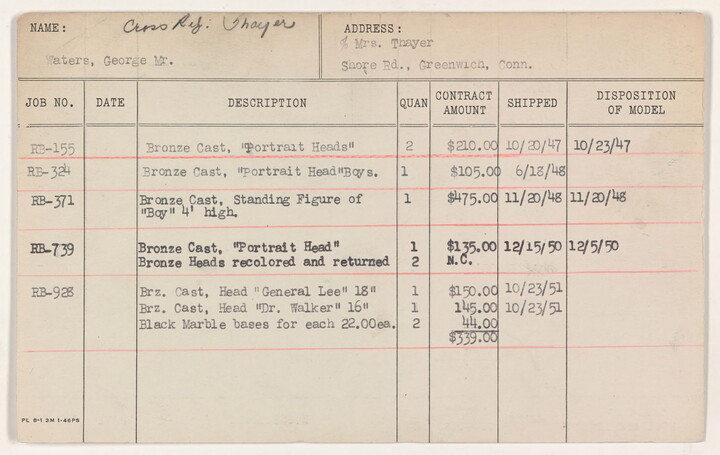 NAME: Cross Ref: Thayer
Waters, George Mr.
ADDRESS:
% Mrs. Thayer
Shore Rd., Greenwich, Conn.
JOB NO. DATE DESCRIPTION QUAN CONTRACT AMOUNT SHIPPED DISPOSITION OF MODEL
RB-155 Bronze Cast, "Portrait Heads" 2 $210.00 10/20/47 10/23/47
RB-324 Bronze Cast, "Portrait Head"Boys. 1 $105.00 6/18/48
RB-371 Bronze Cast, Standing Figure of 1 $475.00 11/20/48 11/20/48
"Boy" 4' high.
RB-739 Bronze Cast, "Portrait Head" 1 $135.00 12/15/50 12/5/50
Bronze Heads recolored and returned 2 N.C.
RB-928 Brz. Cast, Head "General Lee" 18" 1 $150.00 10/23/51
Brz. Cast, Head "Dr. Walker" 16" 1 145.00 10/23/51
Black Marble bases for each 22.00ea. 2 44.00
$339.00
PL 9-1 3M 1-46PB